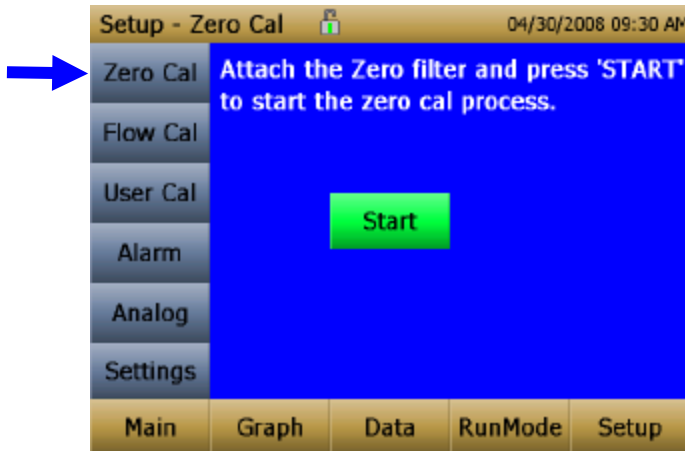 Setup - Zero Cal 04/30/2008 09:30 AM
Zero Cal
Attach the Zero filter and press 'START'
to start the zero cal process.
Flow Cal
User Cal
Start
Alarm
Analog
Settings
Main Graph Data RunMode Setup